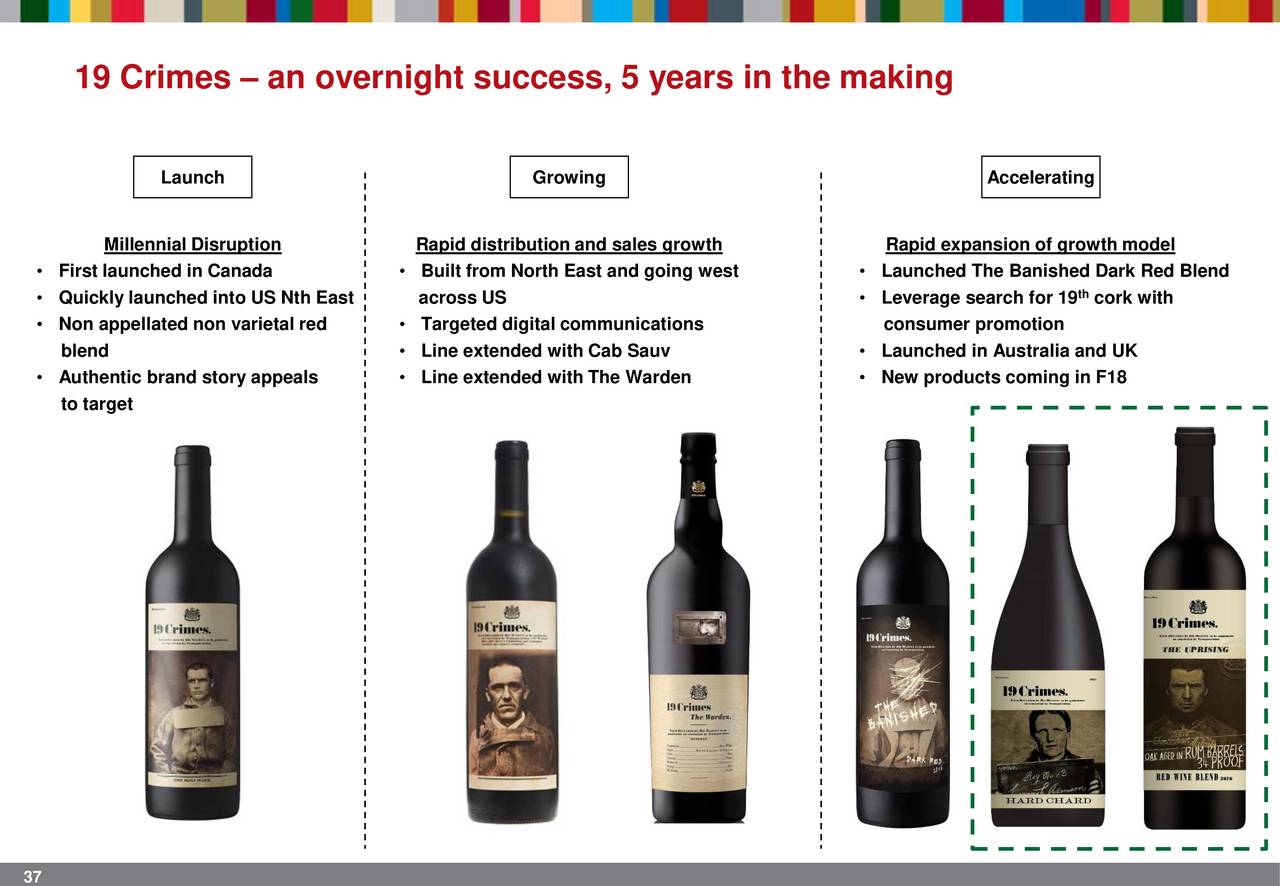 19 Crimes – an overnight success, 5 years in the making
Launch
Millennial Disruption
• First launched in Canada
• Quickly launched into US Nth East
• Non appellated non varietal red
blend
• Authentic brand story appeals
to target
Growing
Rapid distribution and sales growth
• Built from North East and going west
across US
• Targeted digital communications
• Line extended with Cab Sauv
• Line extended with The Warden
Accelerating
Rapid expansion of growth model
• Launched The Banished Dark Red Blend
• Leverage search for 19th cork with
consumer promotion
• Launched in Australia and UK
• New products coming in F18
19 Crimes.
19 Crimes.
19 Crimes
The Warden.
19 Crimes.
THE
BANISHED
DARK RED
19 Crimes.
HARD CHARD
19 Crimes.
THE UPRISING
OAK AGED IN RUM BARRELS
54 PROOF
RED WINE BLEND 2016
37